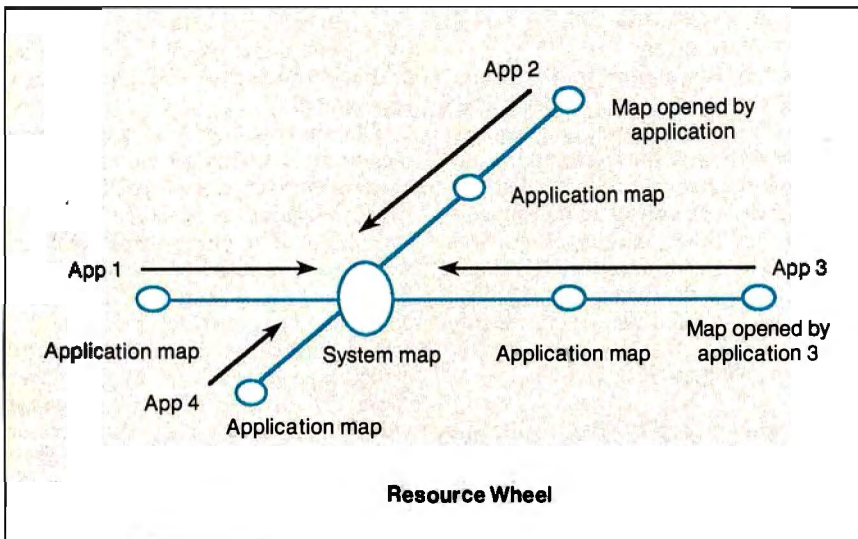 App 2
Map opened by
application
Application map
App 1
App 3
Application map
System map
Application map
Map opened by
application 3
App 4
Application map
Resource Wheel